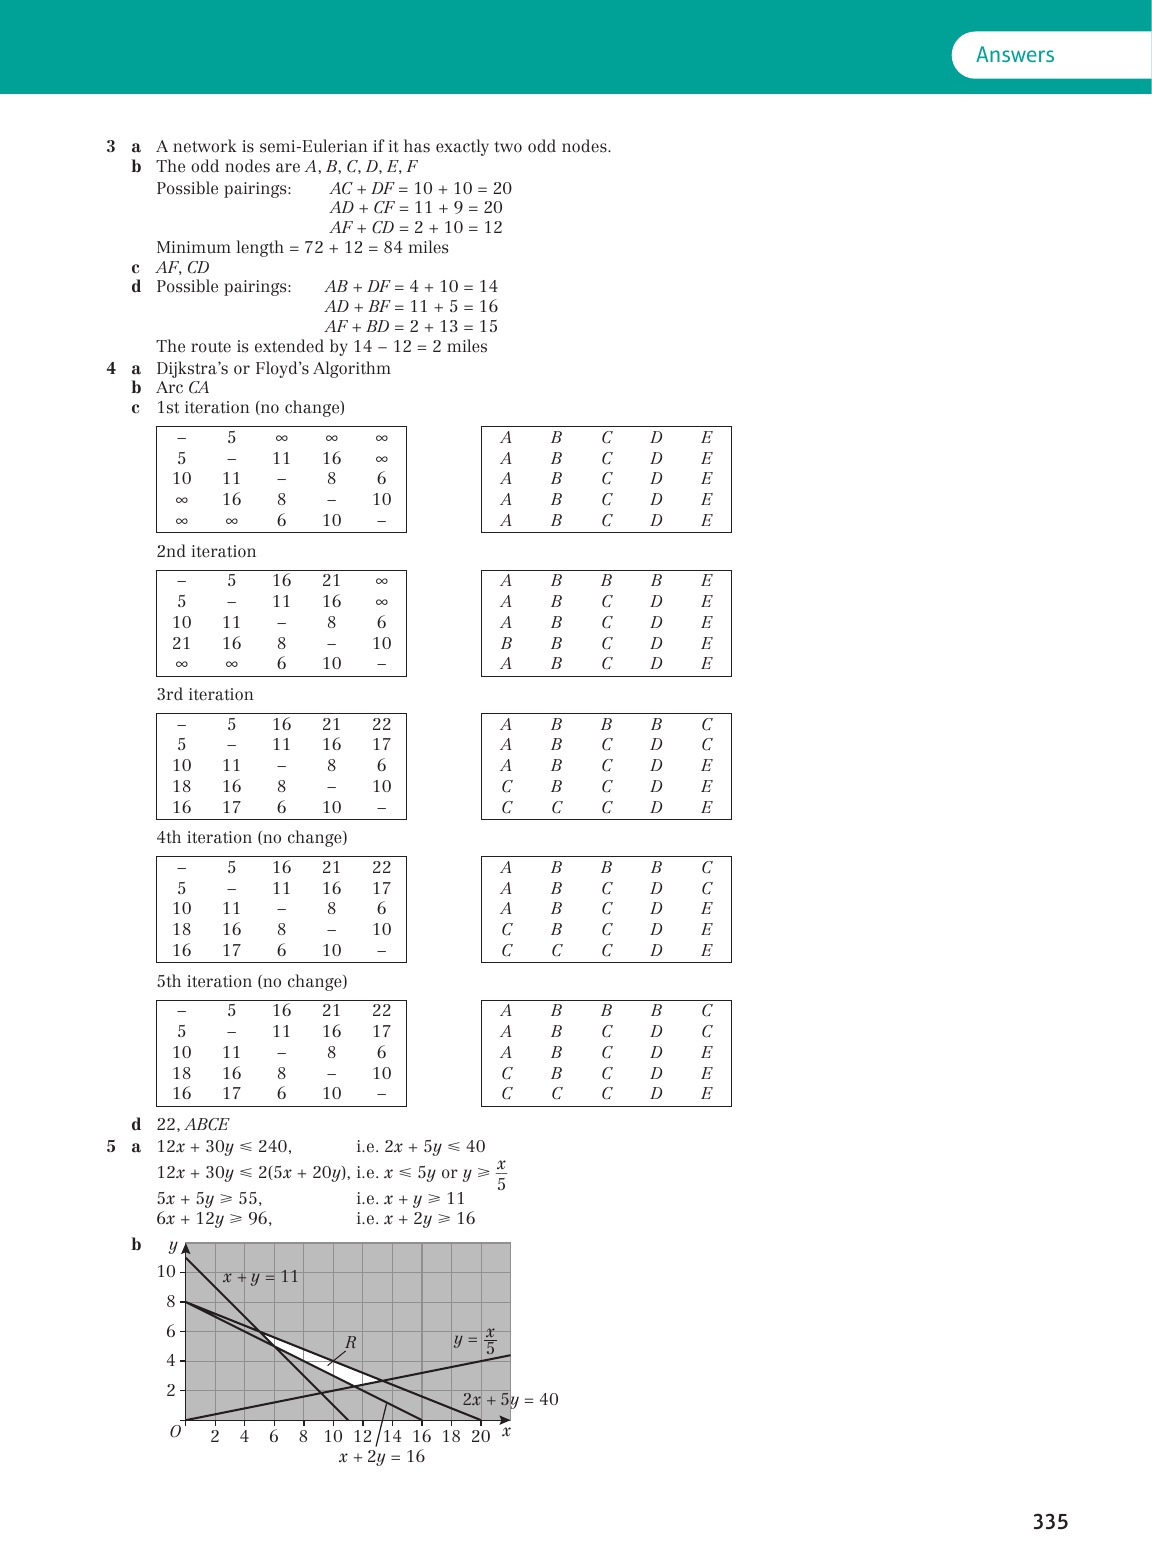 Answers
3 a A network is semi-Eulerian if it has exactly two odd nodes.
b The odd nodes are A, B, C, D, E, F
Possible pairings: AC + DF = 10 + 10 = 20
AD + CF = 11 + 9 = 20
AF + CD = 2 + 10 = 12
Minimum length = 72 + 12 = 84 miles
c AF, CD
d Possible pairings: AB + DF = 4 + 10 = 14
AD + BF = 11 + 5 = 16
AF + BD = 2 + 13 = 15
The route is extended by 14 – 12 = 2 miles
4 a Dijkstra's or Floyd's Algorithm
b Arc CA
c 1st iteration (no change)
– 5 ∞ ∞ ∞ A B C D E
5 – 11 16 ∞ A B C D E
10 11 – 8 6 A B C D E
∞ 16 8 – 10 A B C D E
∞ ∞ 6 10 – A B C D E
2nd iteration
– 5 16 21 ∞ A B B B E
5 – 11 16 ∞ A B C D E
10 11 – 8 6 A B C D E
21 16 8 – 10 B B C D E
∞ ∞ 6 10 – A B C D E
3rd iteration
– 5 16 21 22 A B B B C
5 – 11 16 17 A B C D C
10 11 – 8 6 A B C D E
18 16 8 – 10 C B C D E
16 17 6 10 – C C C D E
4th iteration (no change)
– 5 16 21 22 A B B B C
5 – 11 16 17 A B C D C
10 11 – 8 6 A B C D E
18 16 8 – 10 C B C D E
16 17 6 10 – C C C D E
5th iteration (no change)
– 5 16 21 22 A B B B C
5 – 11 16 17 A B C D C
10 11 – 8 6 A B C D E
18 16 8 – 10 C B C D E
16 17 6 10 – C C C D E
d 22, ABCE
5 a 12x + 30y ⩽ 240, i.e. 2x + 5y ⩽ 40
12x + 30y ⩽ 2(5x + 20y), i.e. x ⩽ 5y or y ⩾ x/5
5x + 5y ⩾ 55, i.e. x + y ⩾ 11
6x + 12y ⩾ 96, i.e. x + 2y ⩾ 16
b y
10
x + y = 11
8
6
R
y = x/5
4
2
2x + 5y = 40
O 2 4 6 8 10 12 14 16 18 20 x
x + 2y = 16
335